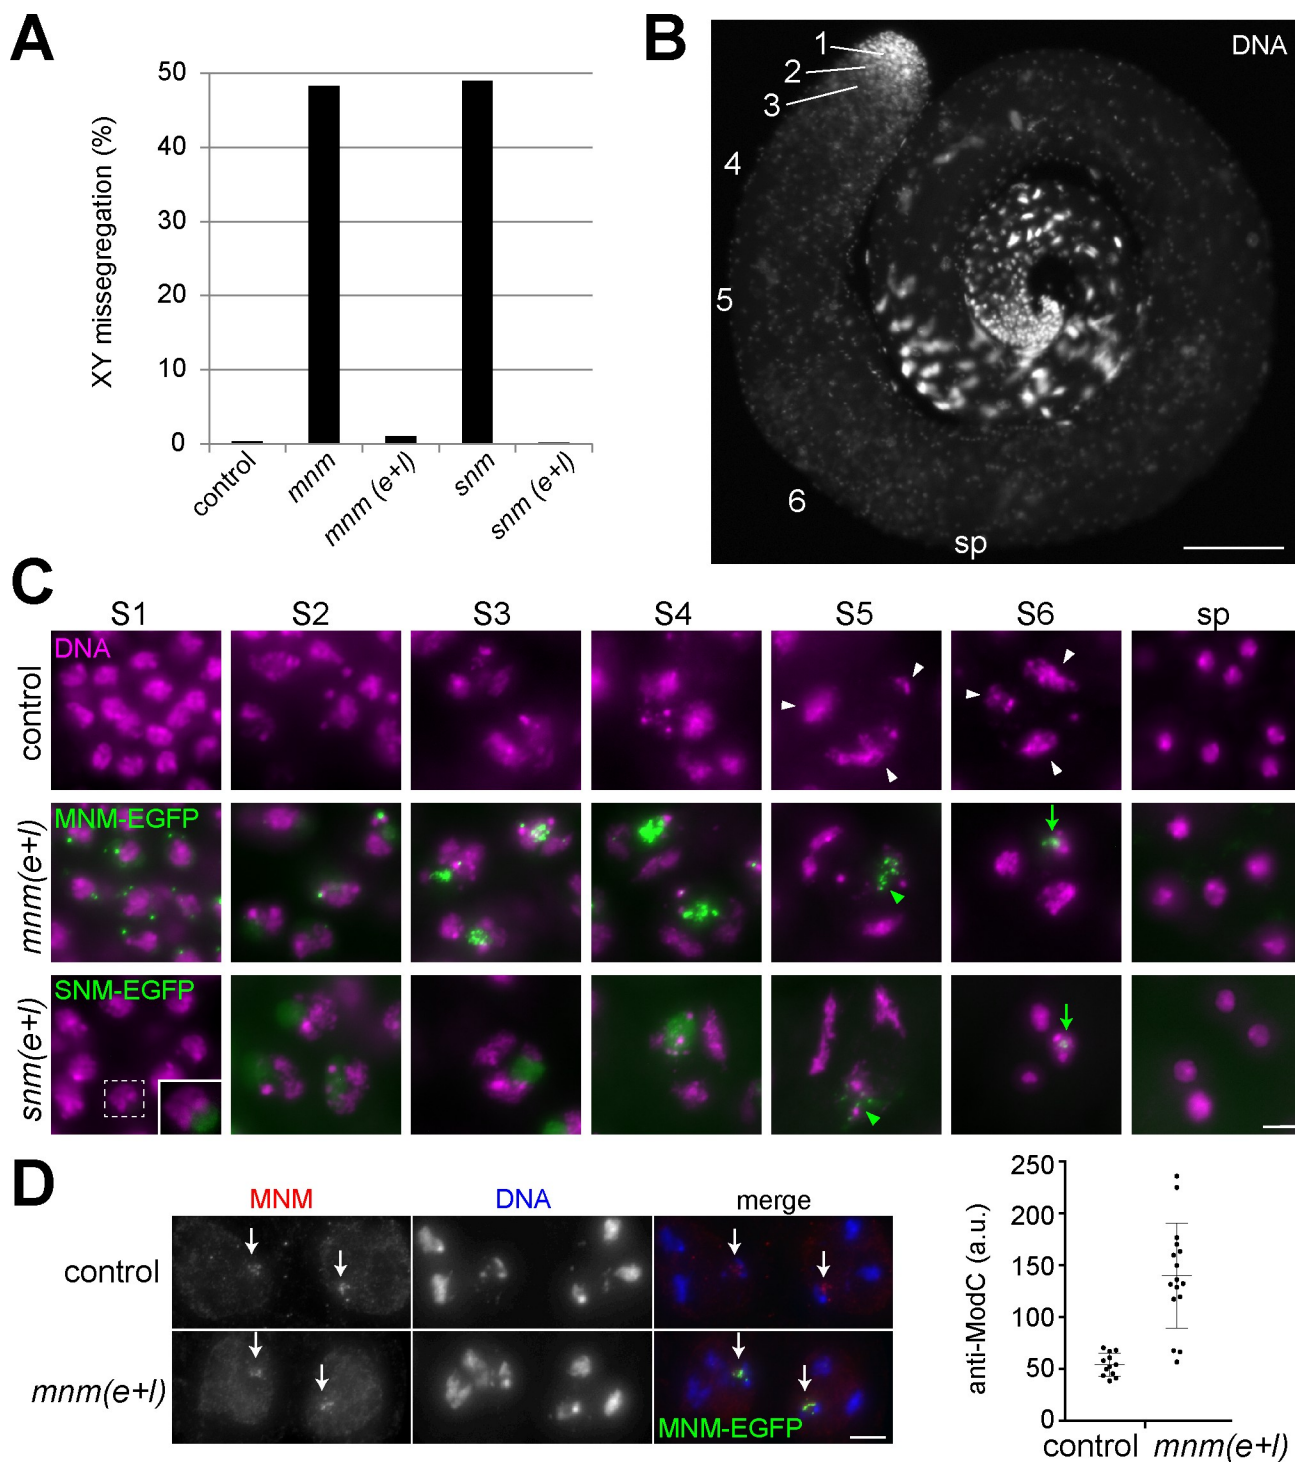 A
50
40
30
20
10
0
XY missegregation (%)
control
mnm
mnm (e+l)
snm
snm (e+l)
B
DNA
1
2
3
4
5
6
sp
C
S1 S2 S3 S4 S5 S6 sp
control
DNA
mnm(e+l)
MNM-EGFP
snm(e+l)
SNM-EGFP
D
MNM DNA merge
control
mnm(e+l)
MNM-EGFP
250
200
150
100
50
0
anti-ModC (a.u.)
control mnm(e+l)